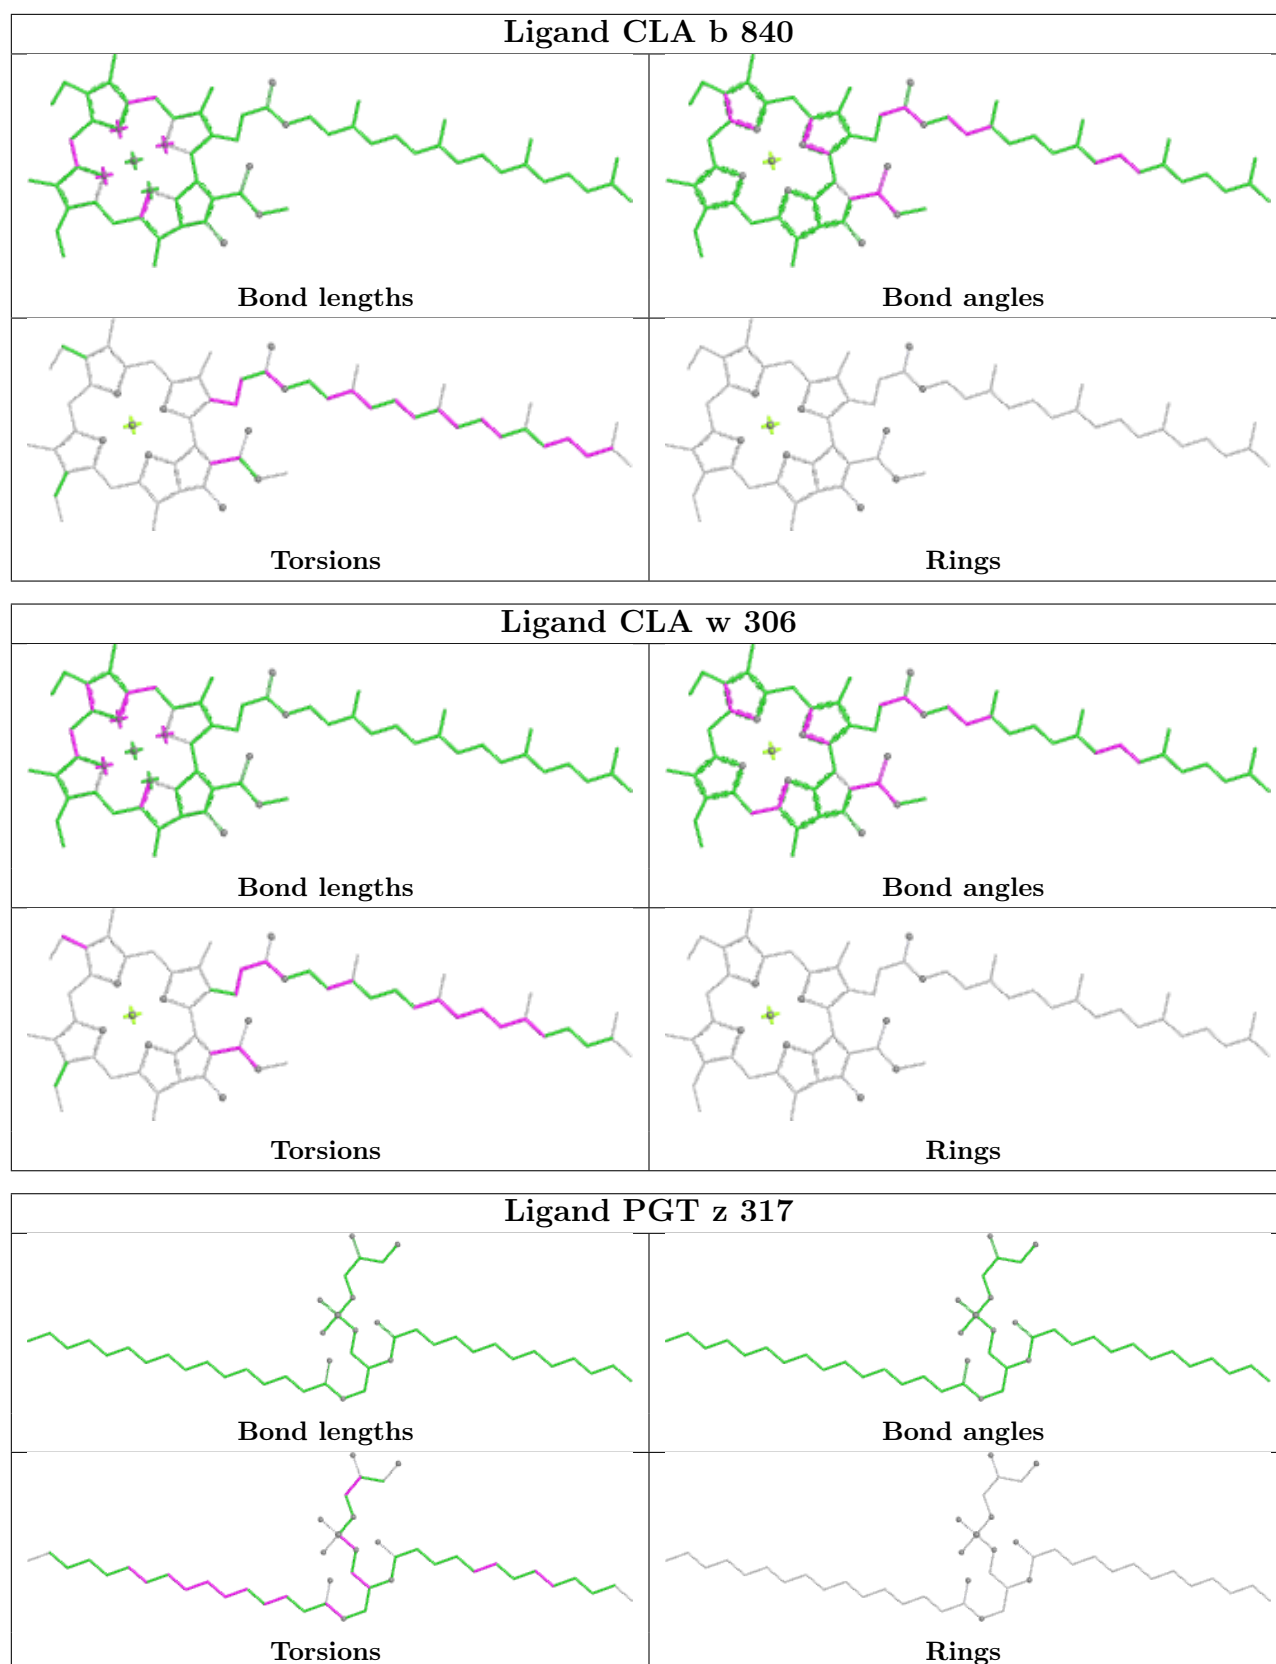 Ligand CLA b 840
Bond lengths
Bond angles
Torsions
Rings
Ligand CLA w 306
Bond lengths
Bond angles
Torsions
Rings
Ligand PGT z 317
Bond lengths
Bond angles
Torsions
Rings